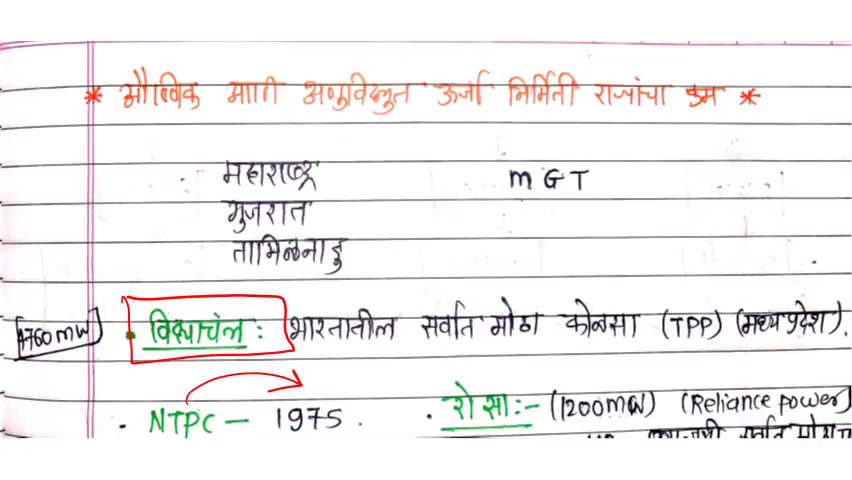 * औष्णिक आणि अणुविद्युत ऊर्जा निर्मिती राज्यांचा क्रम *
महाराष्ट्र MGT
गुजरात
तामिळनाडु
4760 MW • विंध्याचल : भारतातील सर्वात मोठा कोळसा (TPP) (मध्यप्रदेश).
. NTPC - 1975. . रोसा :- (1200MW) (Reliance power)